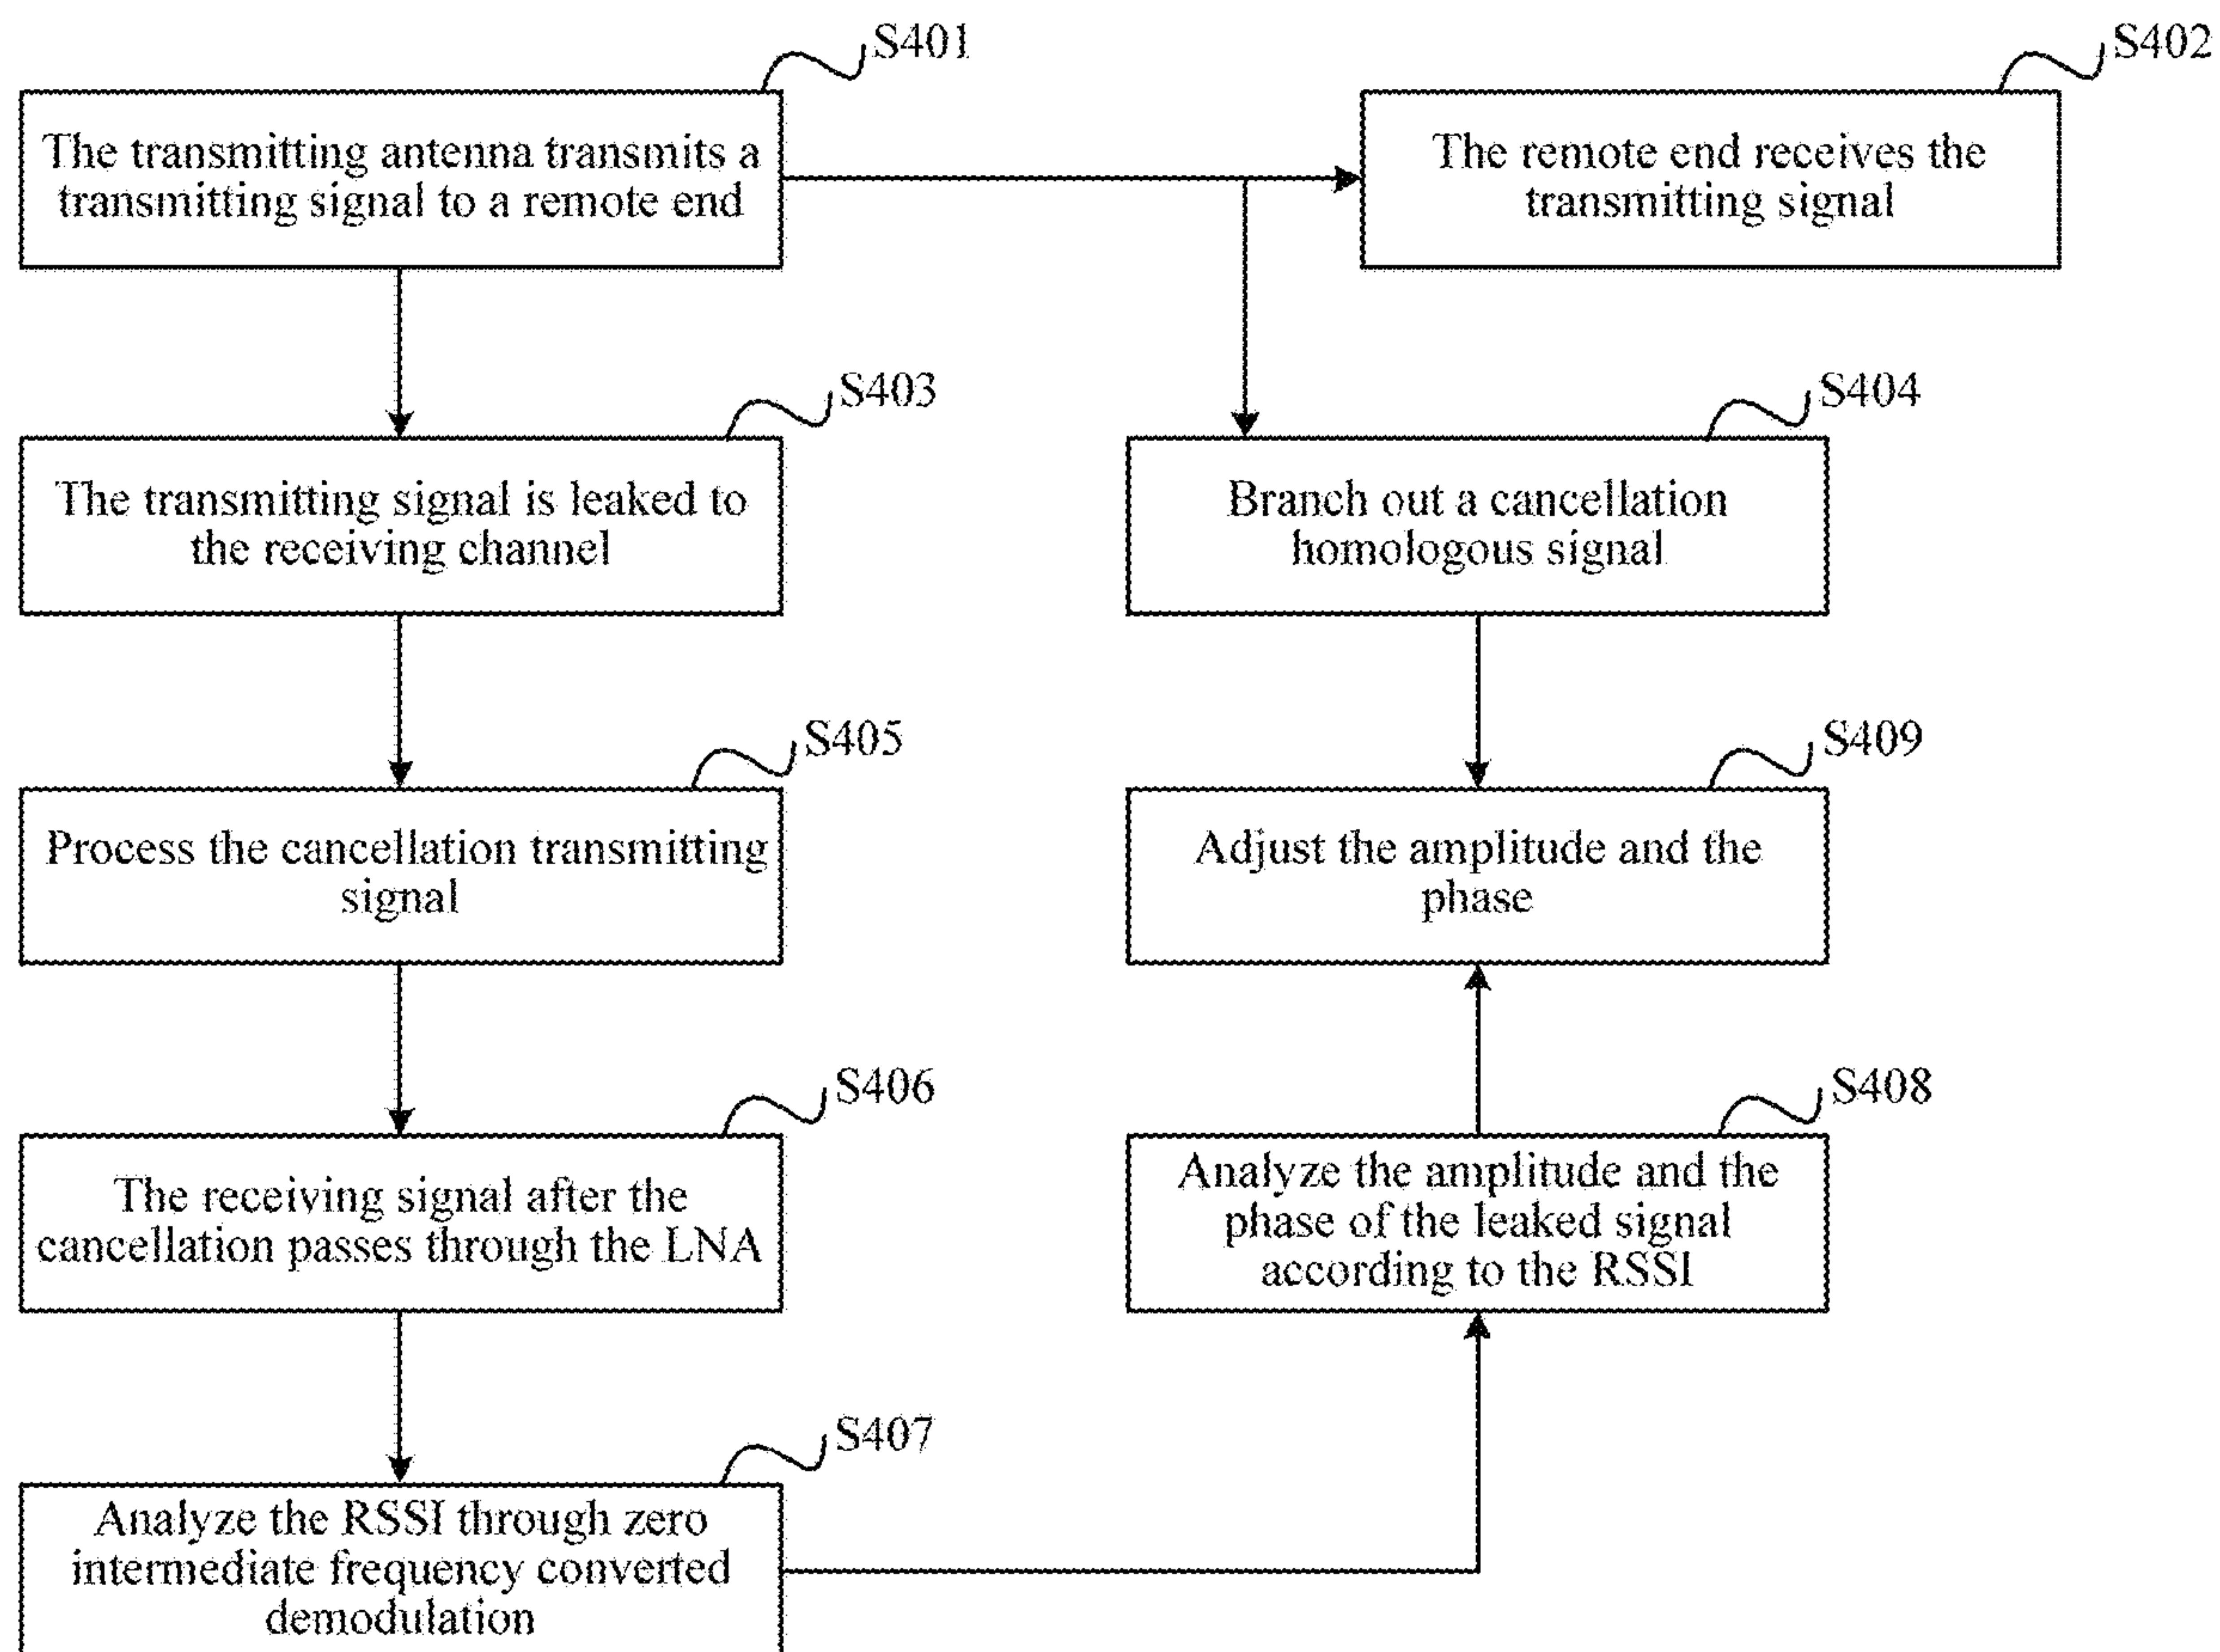 S401
The transmitting antenna transmits a
transmitting signal to a remote end
S402
The remote end receives the
transmitting signal
S403
The transmitting signal is leaked to
the receiving channel
S404
Branch out a cancellation
homologous signal
S405
Process the cancellation transmitting
signal
S409
Adjust the amplitude and the
phase
S406
The receiving signal after the
cancellation passes through the LNA
S408
Analyze the amplitude and the
phase of the leaked signal
according to the RSSI
S407
Analyze the RSSI through zero
intermediate frequency converted
demodulation